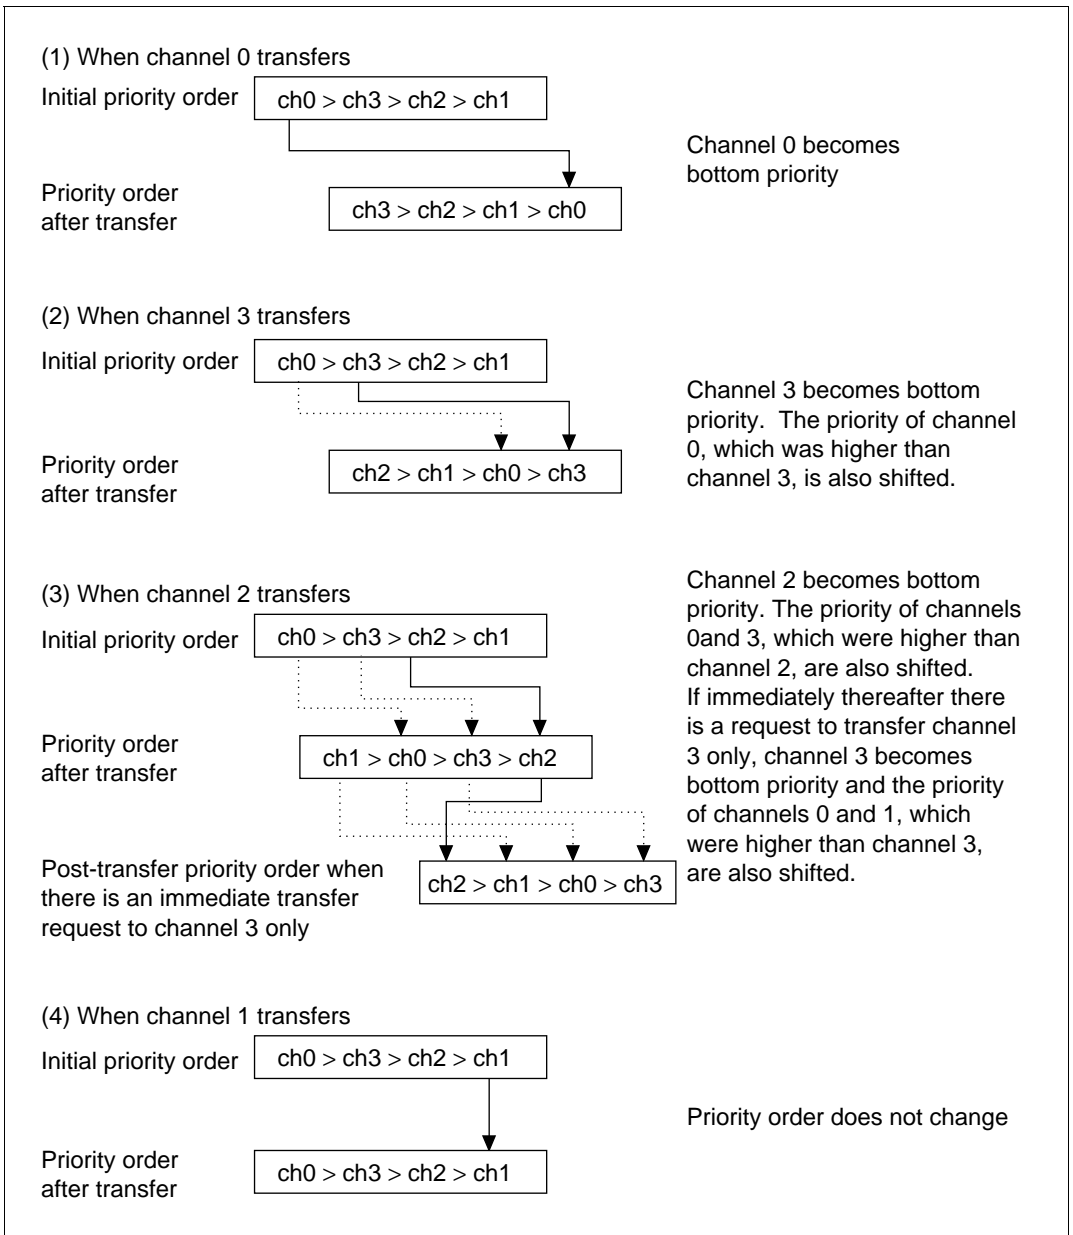 (1) When channel 0 transfers
Initial priority order
ch0 > ch3 > ch2 > ch1
Channel 0 becomes
bottom priority
Priority order
after transfer
ch3 > ch2 > ch1 > ch0
(2) When channel 3 transfers
Initial priority order
ch0 > ch3 > ch2 > ch1
Channel 3 becomes bottom
priority.  The priority of channel
0, which was higher than
channel 3, is also shifted.
Priority order
after transfer
ch2 > ch1 > ch0 > ch3
(3) When channel 2 transfers
Initial priority order
ch0 > ch3 > ch2 > ch1
Channel 2 becomes bottom
priority. The priority of channels
0and 3, which were higher than
channel 2, are also shifted.
If immediately thereafter there
is a request to transfer channel
3 only, channel 3 becomes
bottom priority and the priority
of channels 0 and 1, which
were higher than channel 3,
are also shifted.
Priority order
after transfer
ch1 > ch0 > ch3 > ch2
Post-transfer priority order when
there is an immediate transfer
request to channel 3 only
ch2 > ch1 > ch0 > ch3
(4) When channel 1 transfers
Initial priority order
ch0 > ch3 > ch2 > ch1
Priority order does not change
Priority order
after transfer
ch0 > ch3 > ch2 > ch1